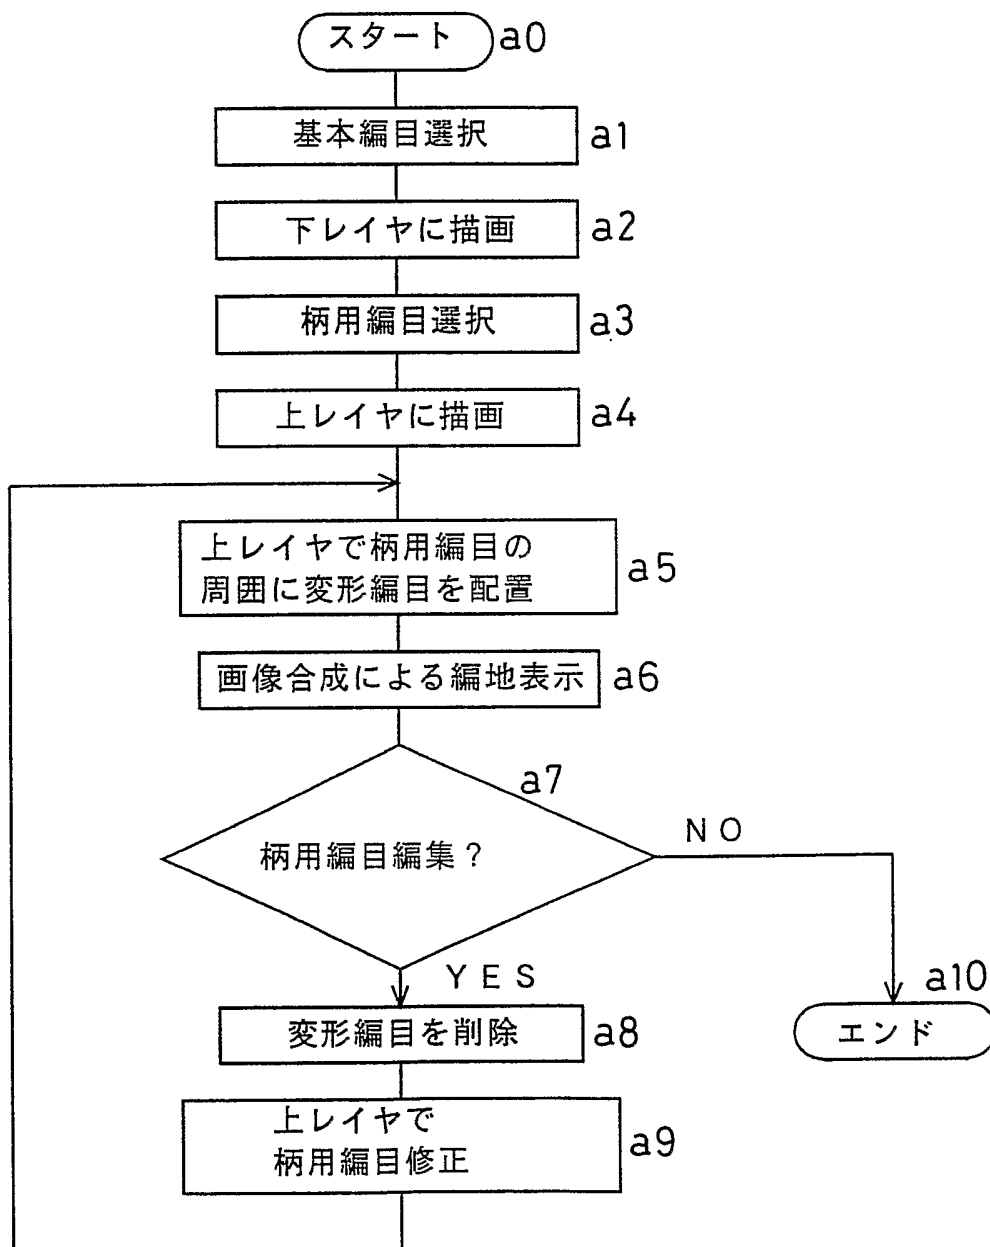 スタート a0
基本編目選択 a1
下レイヤに描画 a2
柄用編目選択 a3
上レイヤに描画 a4
上レイヤで柄用編目の
周囲に変形編目を配置 a5
画像合成による編地表示 a6
a7
NO
柄用編目編集？
YES
a10
変形編目を削除 a8
エンド
上レイヤで
柄用編目修正 a9